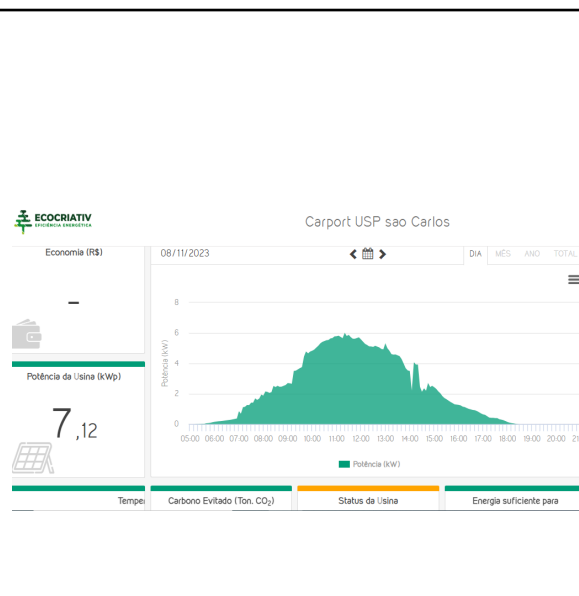 ECOCRIATIV
EFICIÊNCIA ENERGÉTICA
Carport USP sao Carlos
Economia (R$)
-
08/11/2023
DIA MÊS ANO TOTAL
Potência da Usina (kWp)
7,12
Potência (kW)
8
6
4
2
0
05:00 06:00 07:00 08:00 09:00 10:00 11:00 12:00 13:00 14:00 15:00 16:00 17:00 18:00 19:00 20:00
Potência (kW)
Carbono Evitado (Ton. CO₂)
Status da Usina
Energia suficiente para